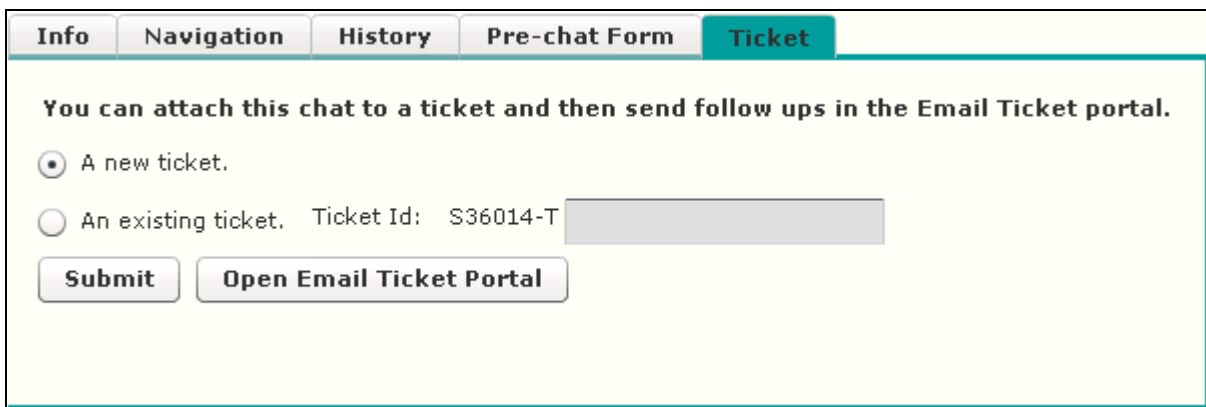 Info Navigation History Pre-chat Form Ticket
You can attach this chat to a ticket and then send follow ups in the Email Ticket portal.
A new ticket.
An existing ticket. Ticket Id: S36014-T
Submit Open Email Ticket Portal